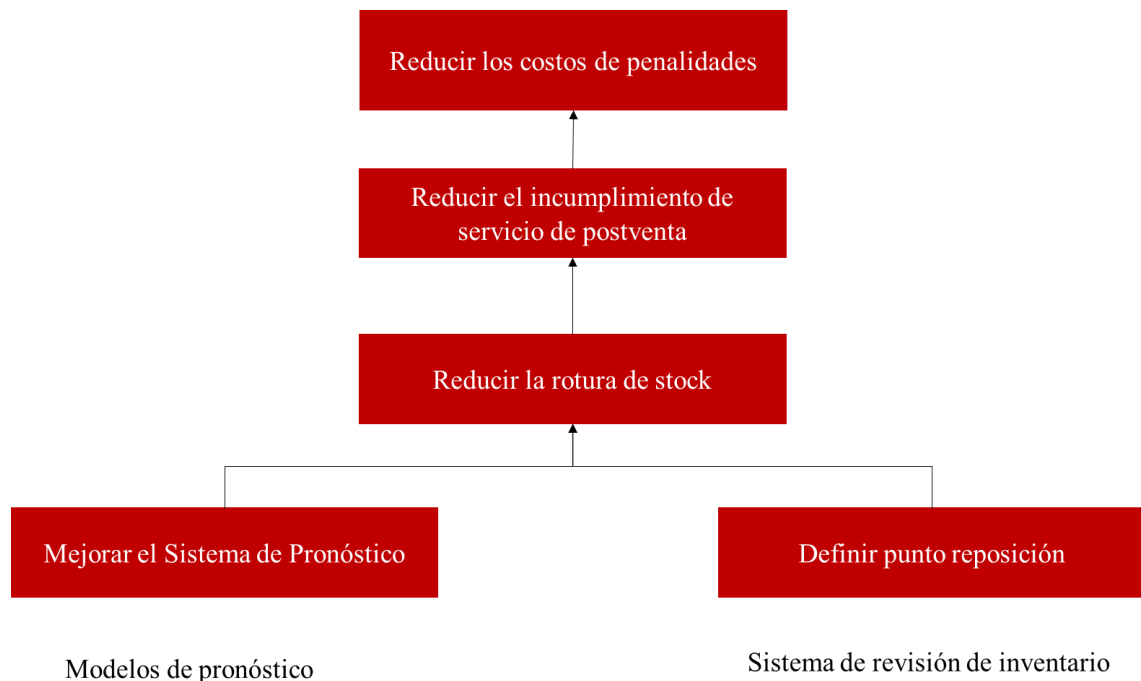 Reducir los costos de penalidades
Reducir el incumplimiento de
servicio de postventa
Reducir la rotura de stock
Mejorar el Sistema de Pronóstico
Definir punto reposición
Modelos de pronóstico
Sistema de revisión de inventario